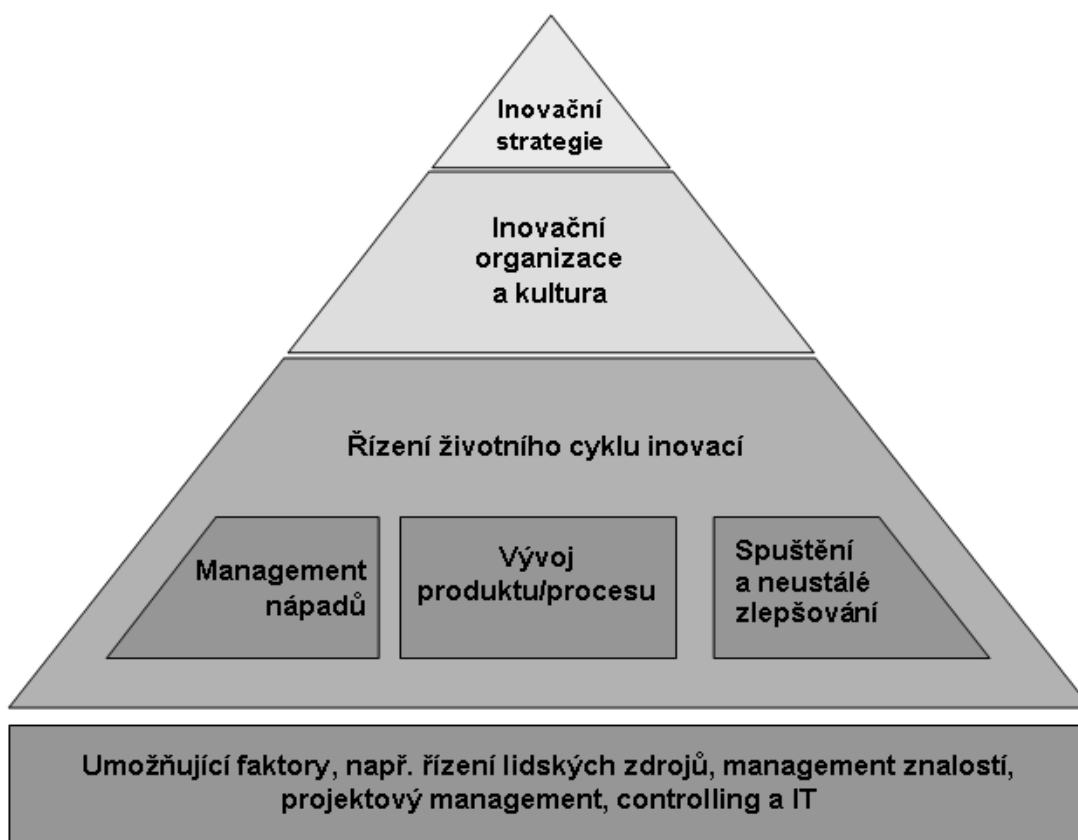 Inovační
strategie
Inovační
organizace
a kultura
Řízení životního cyklu inovací
Management
nápadů
Vývoj
produktu/procesu
Spuštění
a neustálé
zlepšování
Umožňující faktory, např. řízení lidských zdrojů, management znalostí,
projektový management, controlling a IT